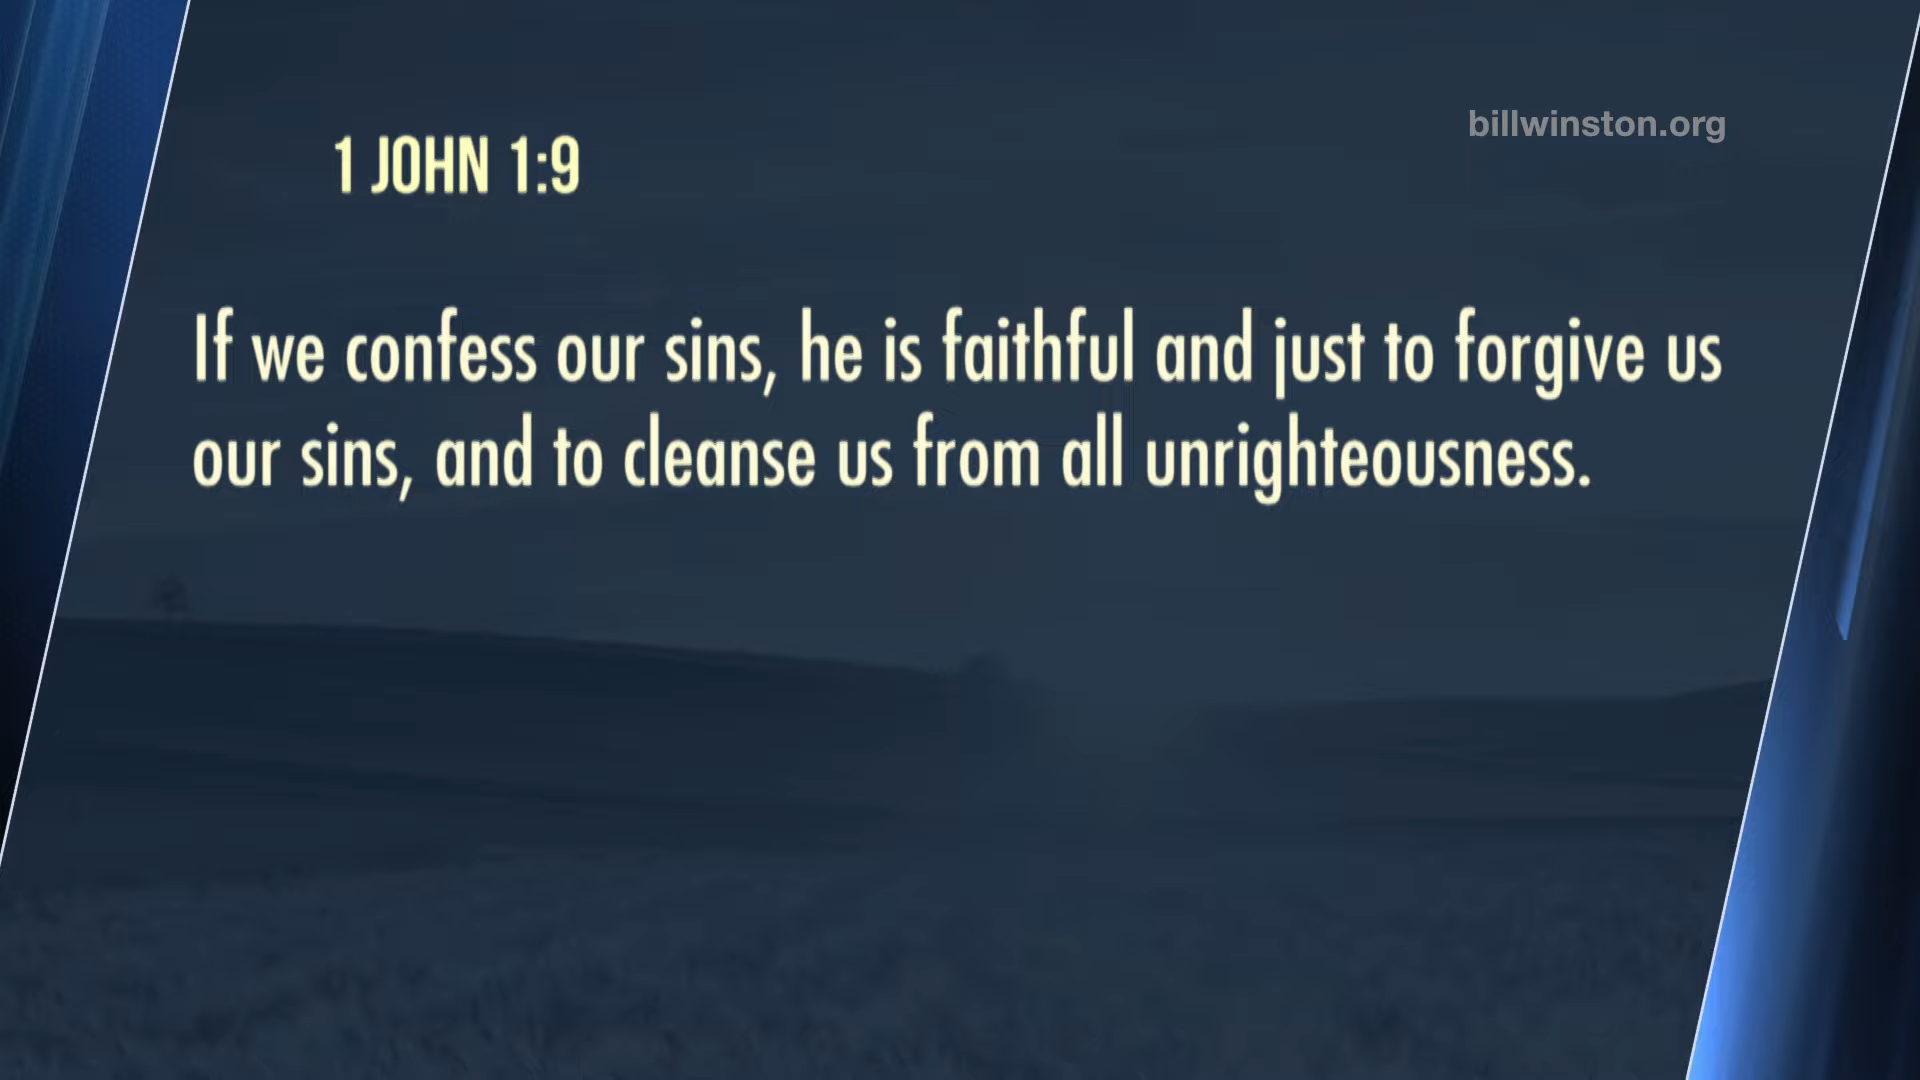 billwinston.org
1 JOHN 1:9
If we confess our sins, he is faithful and just to forgive us
our sins, and to cleanse us from all unrighteousness.